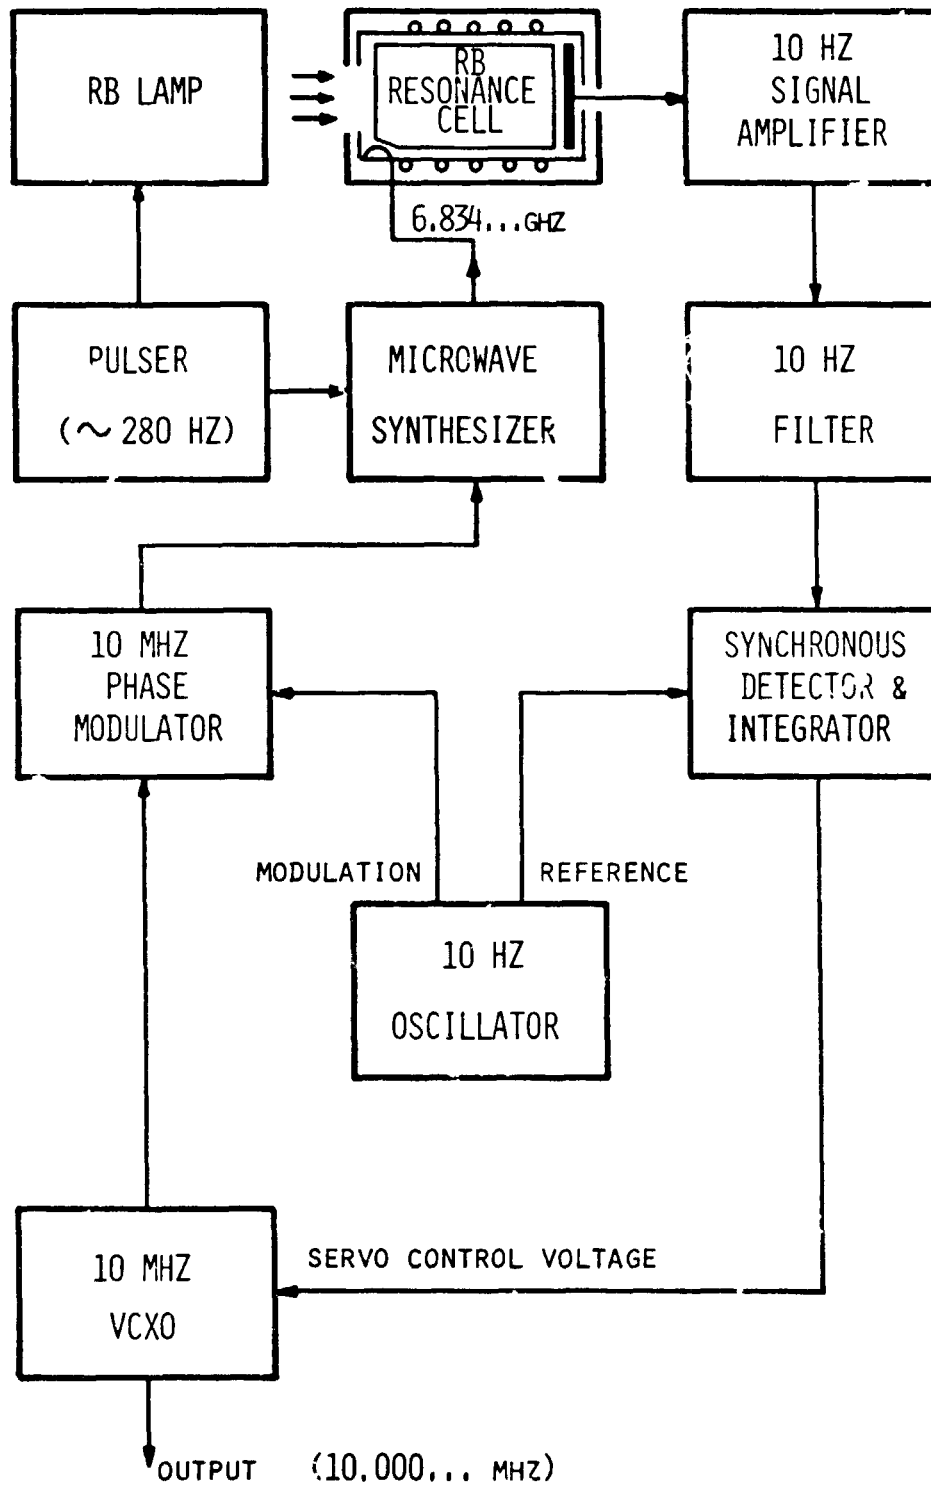 RB LAMP
RB
RESONANCE
CELL
10 HZ
SIGNAL
AMPLIFIER
6.834...GHZ
PULSER
(~ 280 HZ)
MICROWAVE
SYNTHESIZER
10 HZ
FILTER
10 MHZ
PHASE
MODULATOR
SYNCHRONOUS
DETECTOR &
INTEGRATOR
MODULATION
REFERENCE
10 HZ
OSCILLATOR
10 MHZ
VCXO
SERVO CONTROL VOLTAGE
OUTPUT (10,000... MHZ)